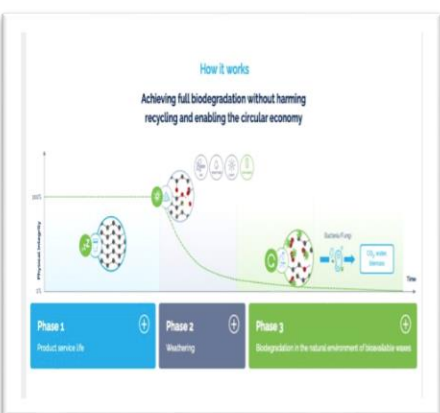 How it works
Achieving full biodegradation without harming
recycling and enabling the circular economy
100%
Physical Integrity
0%
Bacteria Fungi
CO₂, water,
biomass
Time
Phase 1
Product service life
Phase 2
Weathering
Phase 3
Biodegradation in the natural environment of bioavailable waxes